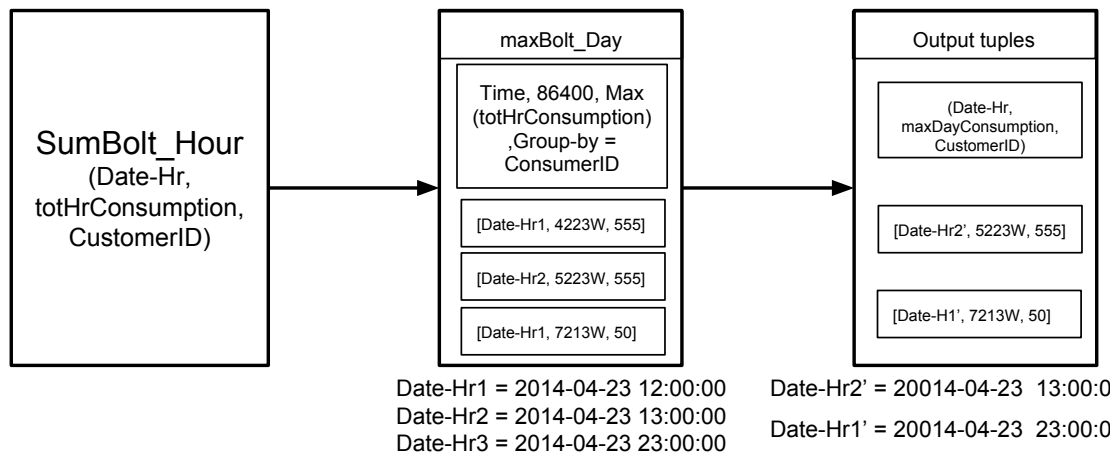 SumBolt_Hour
(Date-Hr,
totHrConsumption,
CustomerID)
maxBolt_Day
Time, 86400, Max
(totHrConsumption)
,Group-by =
ConsumerID
[Date-Hr1, 4223W, 555]
[Date-Hr2, 5223W, 555]
[Date-Hr1, 7213W, 50]
Output tuples
(Date-Hr,
maxDayConsumption,
CustomerID)
[Date-Hr2’, 5223W, 555]
[Date-H1’, 7213W, 50]
Date-Hr1 = 2014-04-23 12:00:00
Date-Hr2 = 2014-04-23 13:00:00
Date-Hr3 = 2014-04-23 23:00:00
Date-Hr2’ = 20014-04-23  13:00:0
Date-Hr1’ = 20014-04-23  23:00:0